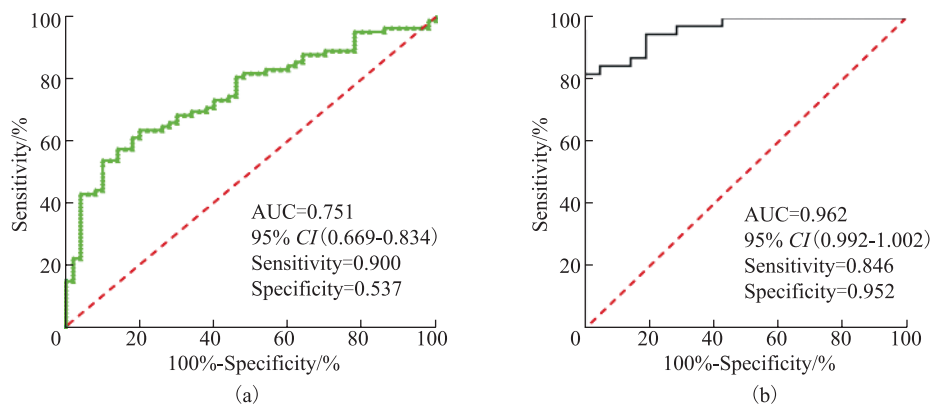 100
80
60
40
20
0
20
40
60
80
100
Sensitivity/%
100%-Specificity/%
AUC=0.751
95% CI(0.669-0.834)
Sensitivity=0.900
Specificity=0.537
(a)
100
80
60
40
20
0
20
40
60
80
100
Sensitivity/%
100%-Specificity/%
AUC=0.962
95% CI(0.992-1.002)
Sensitivity=0.846
Specificity=0.952
(b)